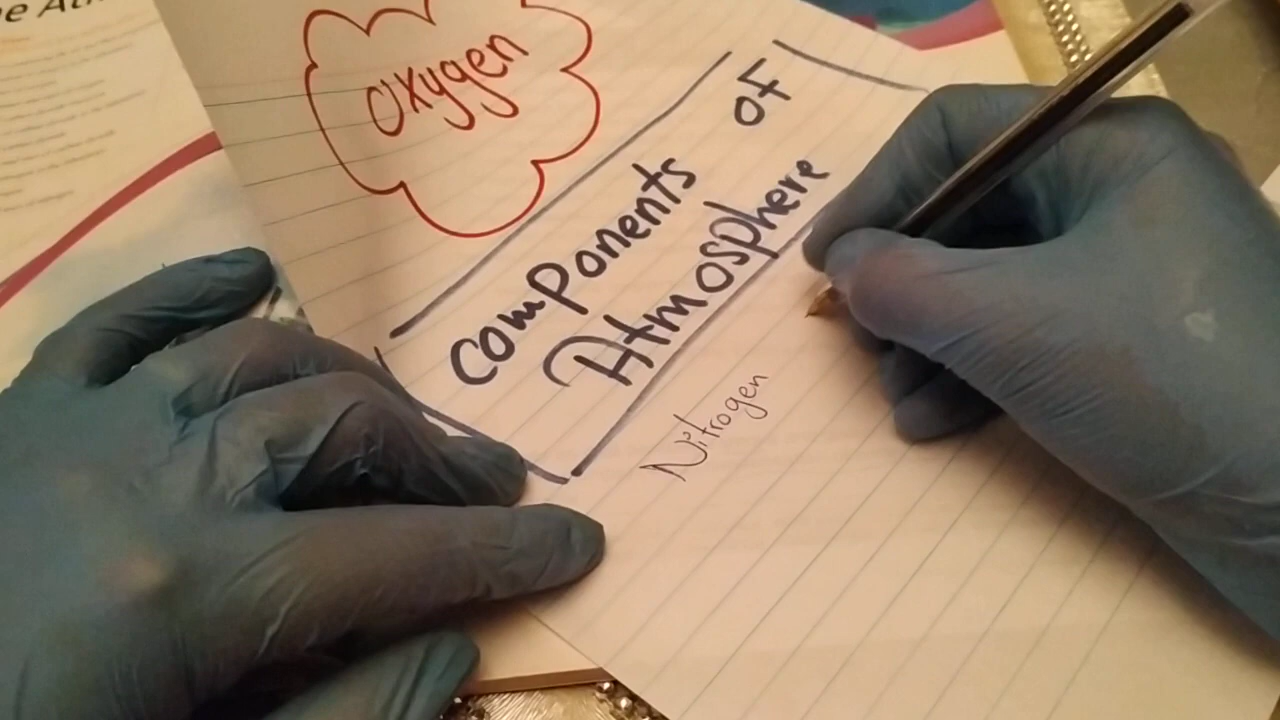 oxygen
components of
Atmosphere
Nitrogen